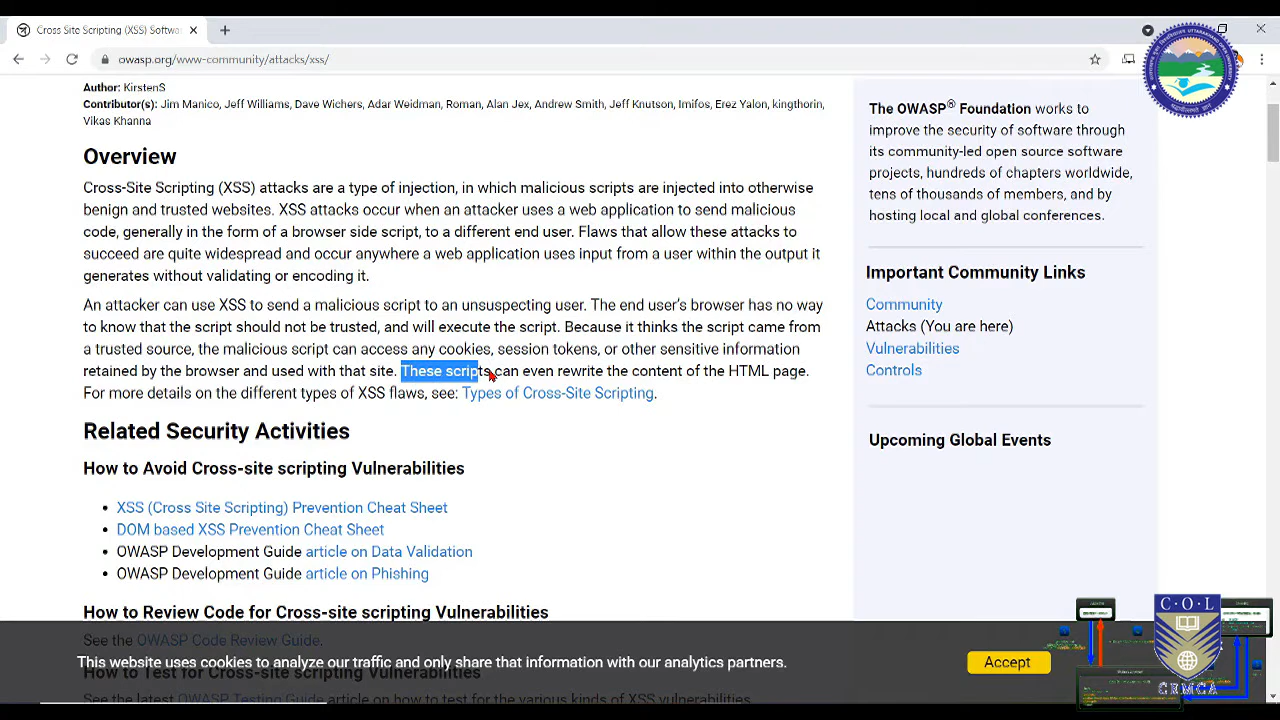 Cross Site Scripting (XSS) Softwa
owasp.org/www-community/attacks/xss/
Author: KirstenS
Contributor(s): Jim Manico, Jeff Williams, Dave Wichers, Adar Weidman, Roman, Alan Jex, Andrew Smith, Jeff Knutson, Imifos, Erez Yalon, kingthorin,
Vikas Khanna
Overview
Cross-Site Scripting (XSS) attacks are a type of injection, in which malicious scripts are injected into otherwise
benign and trusted websites. XSS attacks occur when an attacker uses a web application to send malicious
code, generally in the form of a browser side script, to a different end user. Flaws that allow these attacks to
succeed are quite widespread and occur anywhere a web application uses input from a user within the output it
generates without validating or encoding it.
An attacker can use XSS to send a malicious script to an unsuspecting user. The end user's browser has no way
to know that the script should not be trusted, and will execute the script. Because it thinks the script came from
a trusted source, the malicious script can access any cookies, session tokens, or other sensitive information
retained by the browser and used with that site. These scripts can even rewrite the content of the HTML page.
For more details on the different types of XSS flaws, see: Types of Cross-Site Scripting.
Related Security Activities
How to Avoid Cross-site scripting Vulnerabilities
• XSS (Cross Site Scripting) Prevention Cheat Sheet
• DOM based XSS Prevention Cheat Sheet
• OWASP Development Guide article on Data Validation
• OWASP Development Guide article on Phishing
How to Review Code for Cross-site scripting Vulnerabilities
See the OWASP Code Review Guide.
How to Test for Cross-site scripting Vulnerabilities
See the latest OWASP Testing Guide article on how to test for the various kinds of XSS vulnerabilities.
The OWASP® Foundation works to
improve the security of software through
its community-led open source software
projects, hundreds of chapters worldwide,
tens of thousands of members, and by
hosting local and global conferences.
Important Community Links
Community
Attacks (You are here)
Vulnerabilities
Controls
Upcoming Global Events
This website uses cookies to analyze our traffic and only share that information with our analytics partners.
Accept
C·O·L
CEMCA